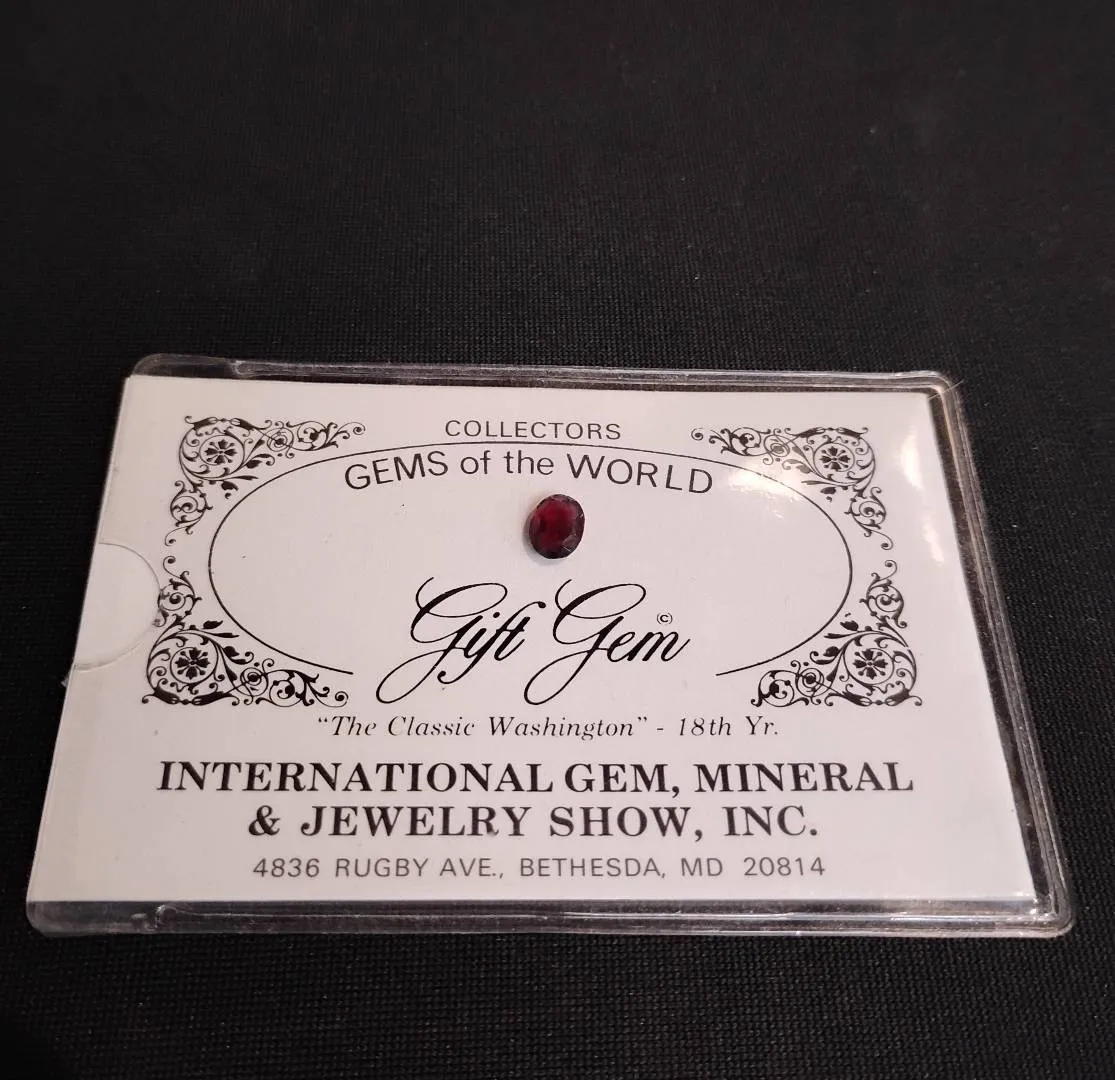 COLLECTORS
GEMS of the WORLD
Gift Gem ©
"The Classic Washington" - 18th Yr.
INTERNATIONAL GEM, MINERAL
& JEWELRY SHOW, INC.
4836 RUGBY AVE., BETHESDA, MD 20814